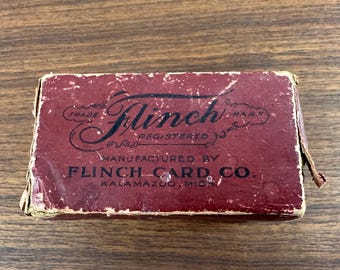 TRADE Flinch MARK
REGISTERED
MANUFACTURED BY
FLINCH CARD CO.
KALAMAZOO, MICH.